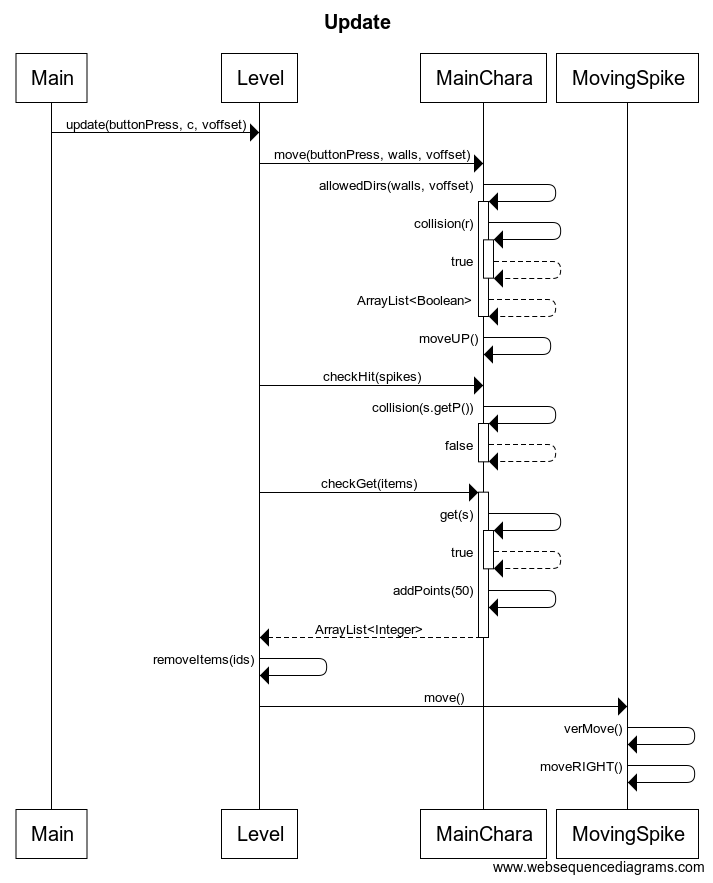 Update
Main
Level
MainChara
MovingSpike
update(buttonPress, c, voffset)
move(buttonPress, walls, voffset)
allowedDirs(walls, voffset)
collision(r)
true
ArrayList<Boolean>
moveUP()
checkHit(spikes)
collision(s.getP())
false
checkGet(items)
get(s)
true
addPoints(50)
ArrayList<Integer>
removeItems(ids)
move()
verMove()
moveRIGHT()
Main
Level
MainChara
MovingSpike
www.websequencediagrams.com